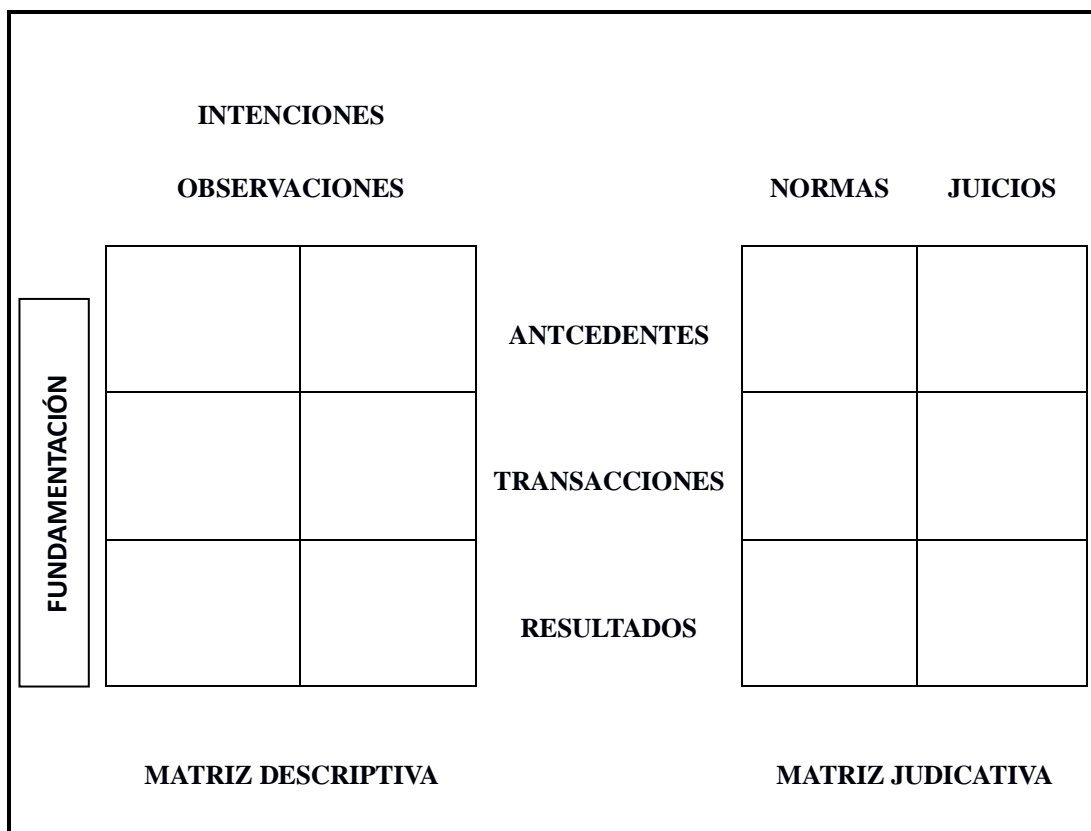 INTENCIONES
OBSERVACIONES
NORMAS JUICIOS
FUNDAMENTACIÓN
ANTCEDENTES
TRANSACCIONES
RESULTADOS
MATRIZ DESCRIPTIVA
MATRIZ JUDICATIVA